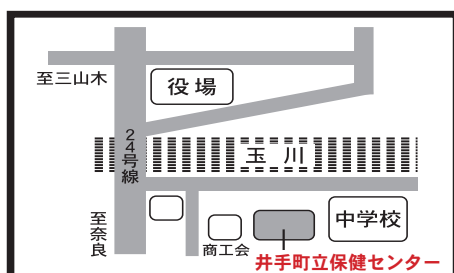 至三山木
役場
24号線
玉川
至奈良
商工会
中学校
井手町立保健センター